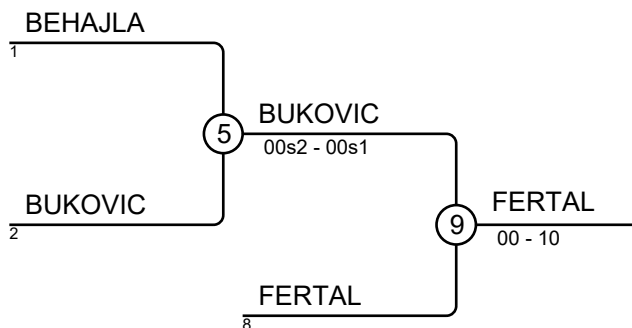 BEHAJLA
1
5
BUKOVIC
00s2 - 00s1
BUKOVIC
2
9
FERTAL
00 - 10
FERTAL
8